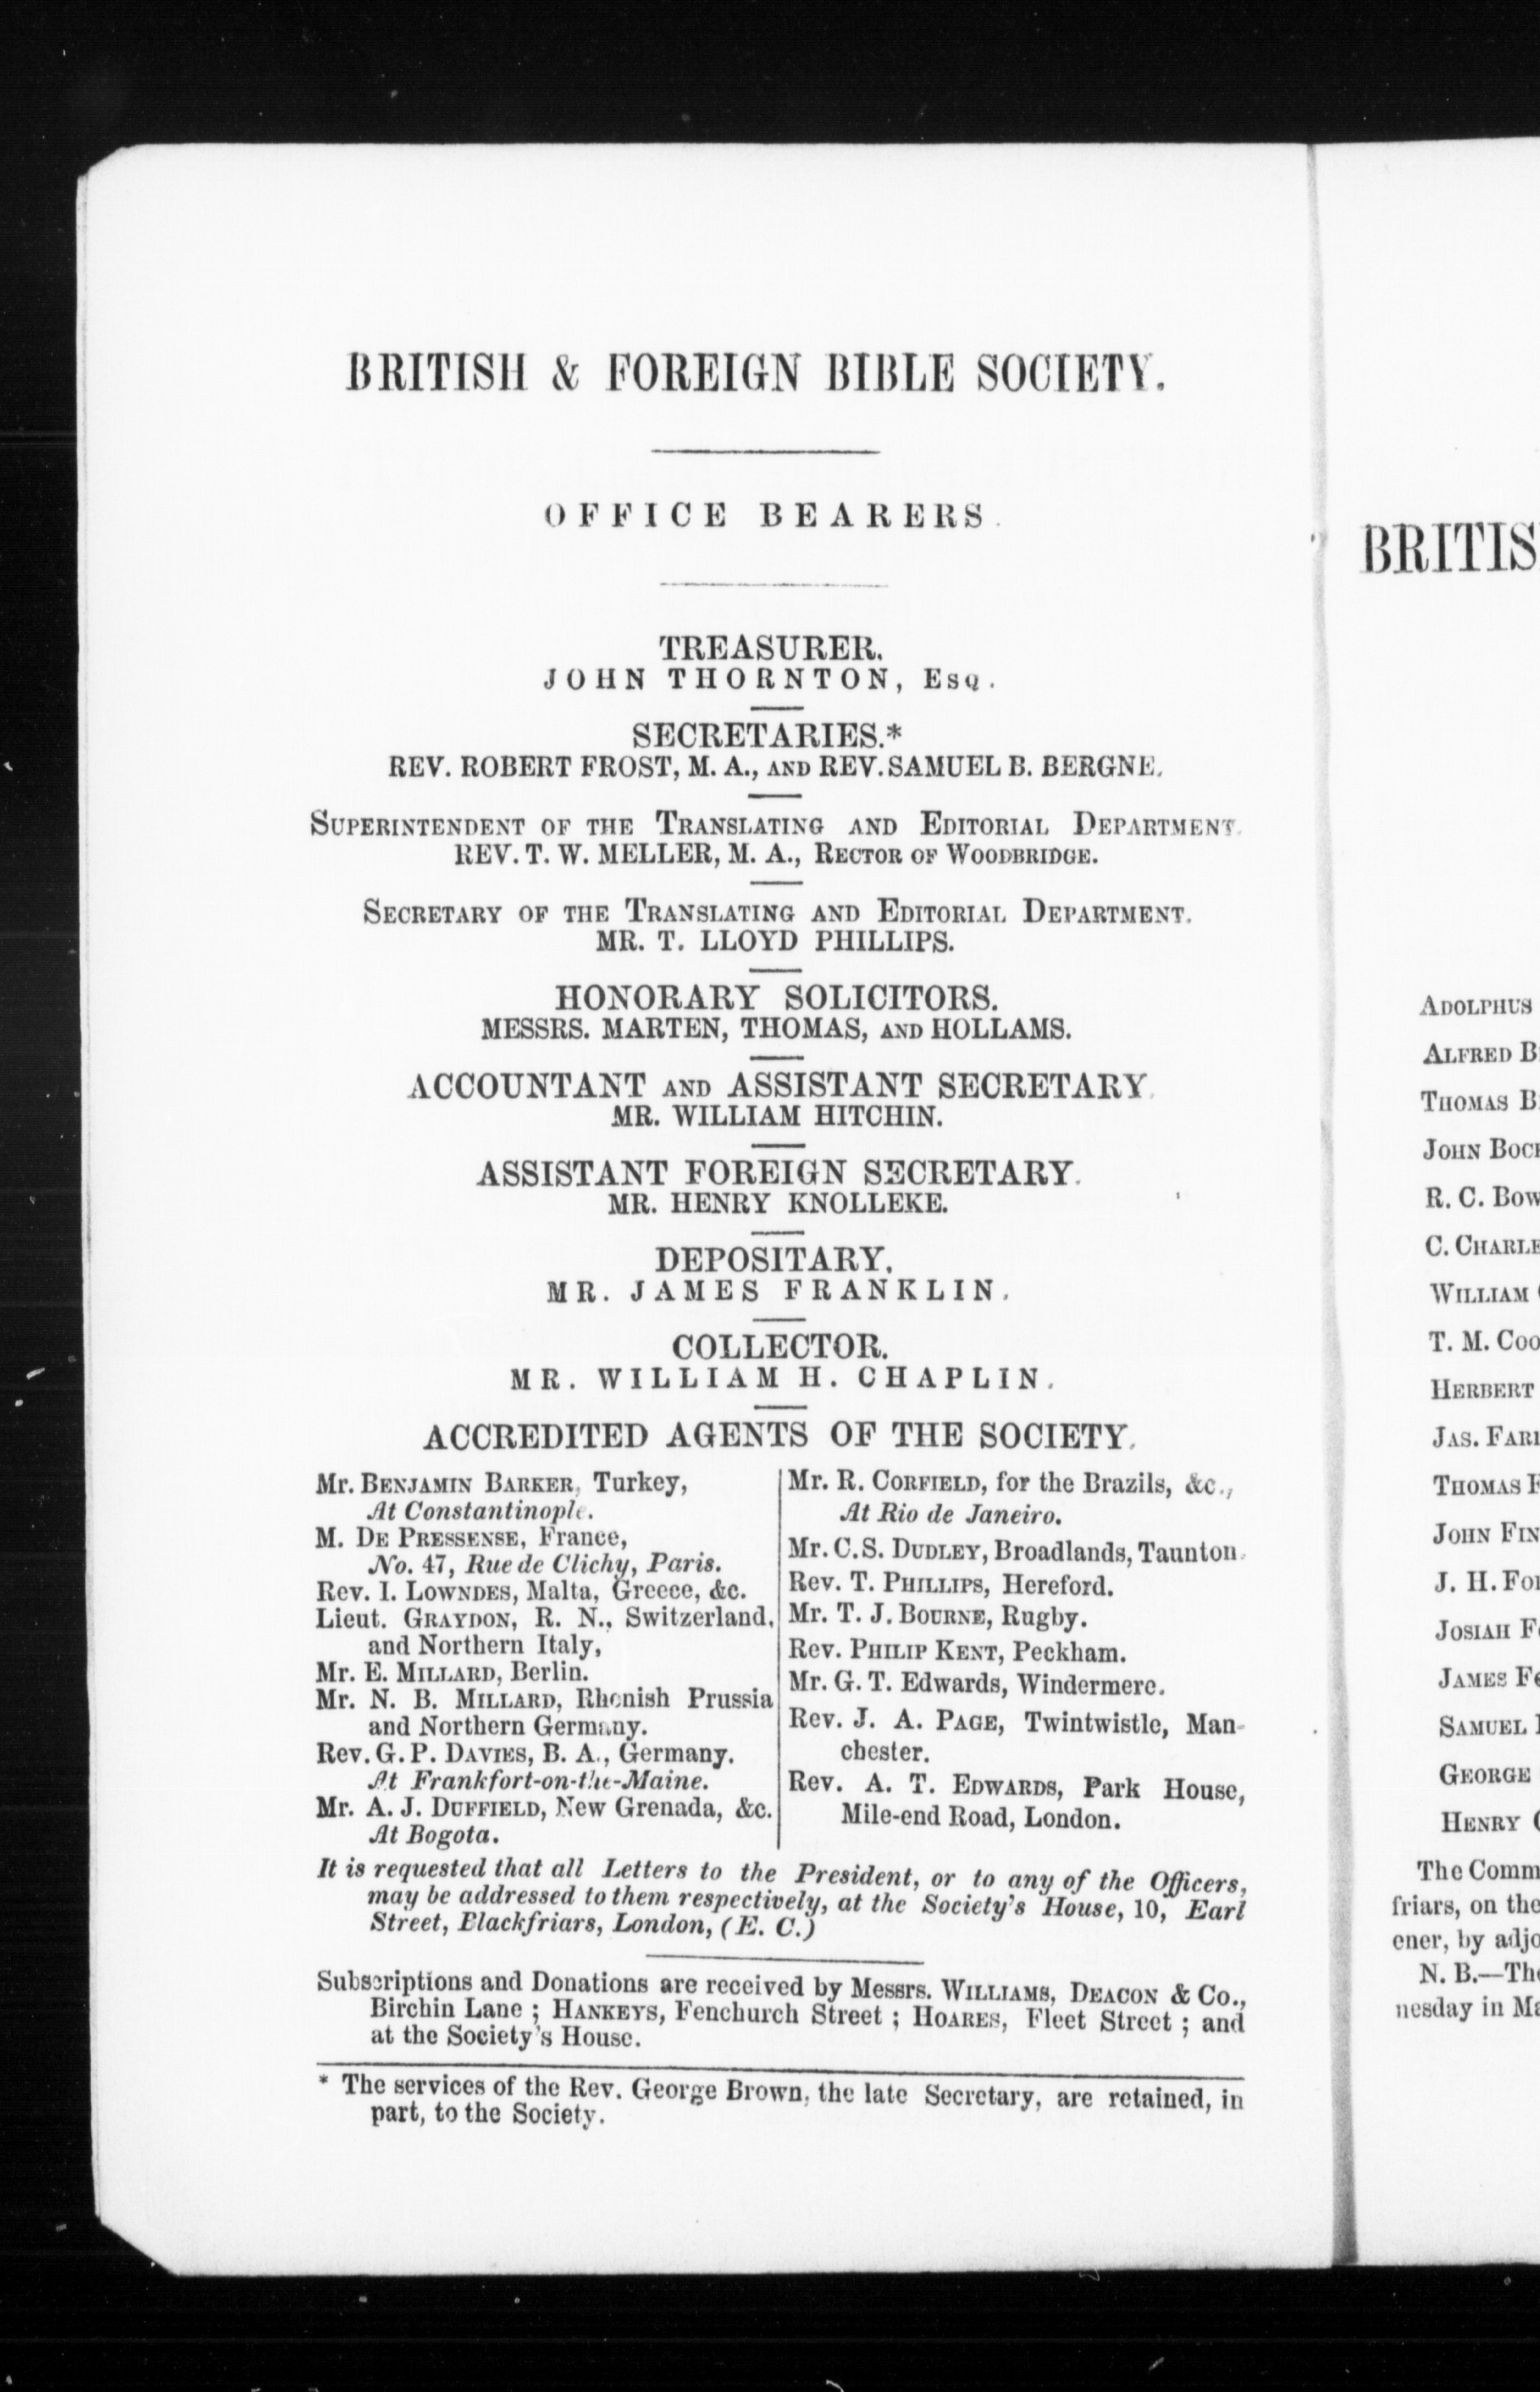 BRITISH & FOREIGN BIBLE SOCIETY.
OFFICE BEARERS.
TREASURER.
JOHN THORNTON, ESQ.
SECRETARIES.*
REV. ROBERT FROST, M. A., AND REV. SAMUEL B. BERGNE.
SUPERINTENDENT OF THE TRANSLATING AND EDITORIAL DEPARTMENT.
REV. T. W. MELLER, M. A., RECTOR OF WOODBRIDGE.
SECRETARY OF THE TRANSLATING AND EDITORIAL DEPARTMENT.
MR. T. LLOYD PHILLIPS.
HONORARY SOLICITORS.
MESSRS. MARTEN, THOMAS, AND HOLLAMS.
ACCOUNTANT AND ASSISTANT SECRETARY.
MR. WILLIAM HITCHIN.
ASSISTANT FOREIGN SECRETARY.
MR. HENRY KNOLLEKE.
DEPOSITARY.
MR. JAMES FRANKLIN.
COLLECTOR.
MR. WILLIAM H. CHAPLIN.
ACCREDITED AGENTS OF THE SOCIETY.
Mr. BENJAMIN BARKER, Turkey,
At Constantinople.
M. DE PRESSENSE, France,
No. 47, Rue de Clichy, Paris.
Rev. I. LOWNDES, Malta, Greece, &c.
Lieut. GRAYDON, R. N., Switzerland,
and Northern Italy,
Mr. E. MILLARD, Berlin.
Mr. N. B. MILLARD, Rhenish Prussia
and Northern Germany.
Rev. G. P. DAVIES, B. A., Germany.
At Frankfort-on-the-Maine.
Mr. A. J. DUFFIELD, New Grenada, &c.
At Bogota.
Mr. R. CORFIELD, for the Brazils, &c.,
At Rio de Janeiro.
Mr. C. S. DUDLEY, Broadlands, Taunton.
Rev. T. PHILLIPS, Hereford.
Mr. T. J. BOURNE, Rugby.
Rev. PHILIP KENT, Peckham.
Mr. G. T. Edwards, Windermere.
Rev. J. A. PAGE, Twintwistle, Man-
chester.
Rev. A. T. EDWARDS, Park House,
Mile-end Road, London.
It is requested that all Letters to the President, or to any of the Officers,
may be addressed to them respectively, at the Society's House, 10, Earl
Street, Blackfriars, London, (E. C.)
Subscriptions and Donations are received by Messrs. WILLIAMS, DEACON & Co.,
Birchin Lane ; HANKEYS, Fenchurch Street ; HOARES, Fleet Street ; and
at the Society's House.
* The services of the Rev. George Brown, the late Secretary, are retained, in
part, to the Society.
BRITIS
ADOLPHUS
ALFRED B
THOMAS B
JOHN BOC
R. C. BOW
C. CHARLE
WILLIAM
T. M. COO
HERBERT
JAS. FAR
THOMAS F
JOHN FIN
J. H. FO
JOSIAH F
JAMES F
SAMUEL
GEORGE
HENRY
The Comm
friars, on the
ener, by adjo
N. B.—Th
nesday in Ma